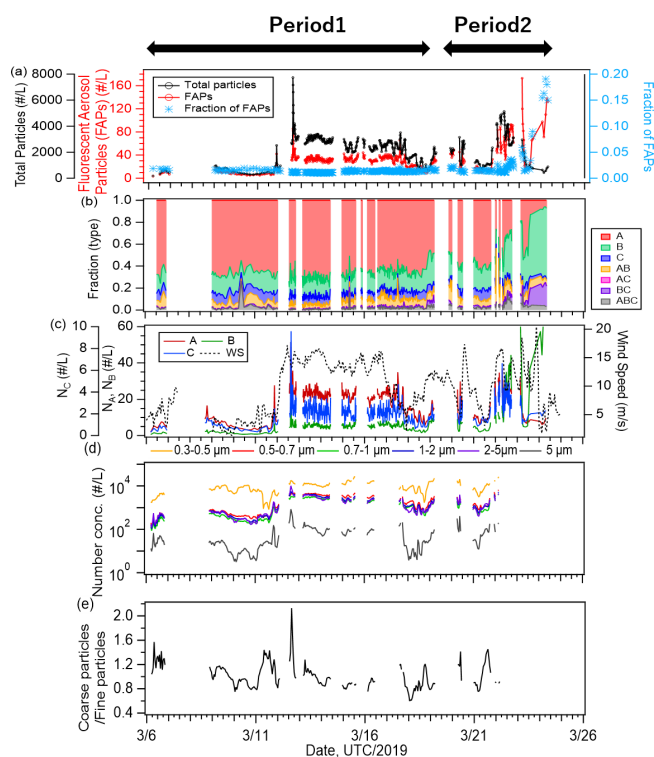 Period1 Period2
(a)
8000
6000
4000
2000
0
Total Particles (#/L)
160
120
80
40
0
Fluorescent Aerosol
Particles (FAPs) (#/L)
Total particles
FAPs
Fraction of FAPs
0.20
0.15
0.10
0.05
0.00
Fraction of FAPs
(b)
1.0
0.8
0.6
0.4
0.2
0.0
Fraction (type)
A
B
C
AB
AC
BC
ABC
(c)
10
8
6
4
2
0
N_C (#/L)
60
45
30
15
0
N_A, N_B (#/L)
A B
C WS
20
15
10
5
Wind Speed (m/s)
(d)
0.3-0.5 μm 0.5-0.7 μm 0.7-1 μm 1-2 μm 2-5μm 5 μm
10^4
10^2
10^0
Number conc. (#/L)
(e)
2.0
1.6
1.2
0.8
0.4
Coarse particles
/Fine particles
3/6 3/11 3/16 3/21 3/26
Date, UTC/2019